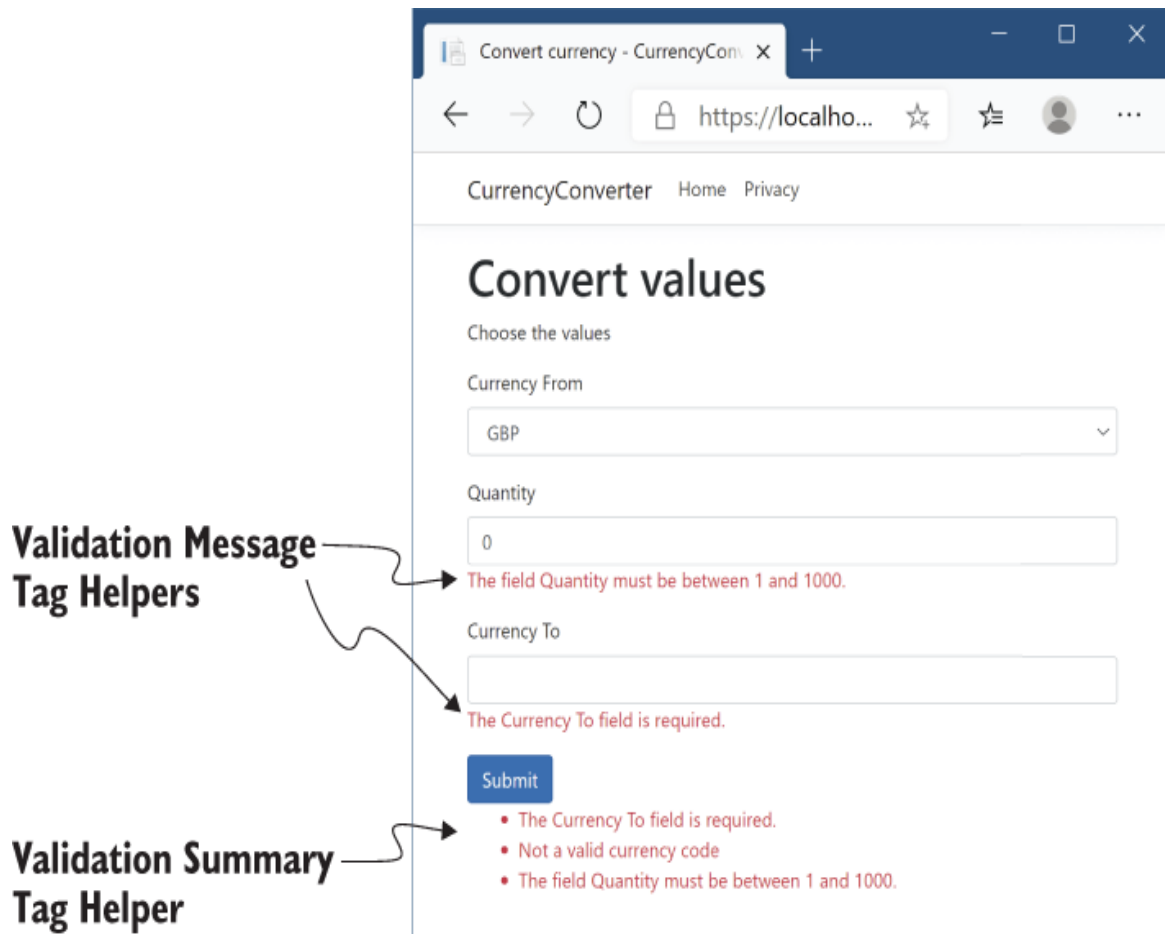 Convert currency - CurrencyCon
https://localho...
CurrencyConverter Home Privacy
Convert values
Choose the values
Currency From
GBP
Quantity
0
The field Quantity must be between 1 and 1000.
Currency To
The Currency To field is required.
Submit
• The Currency To field is required.
• Not a valid currency code
• The field Quantity must be between 1 and 1000.
Validation Message
Tag Helpers
Validation Summary
Tag Helper